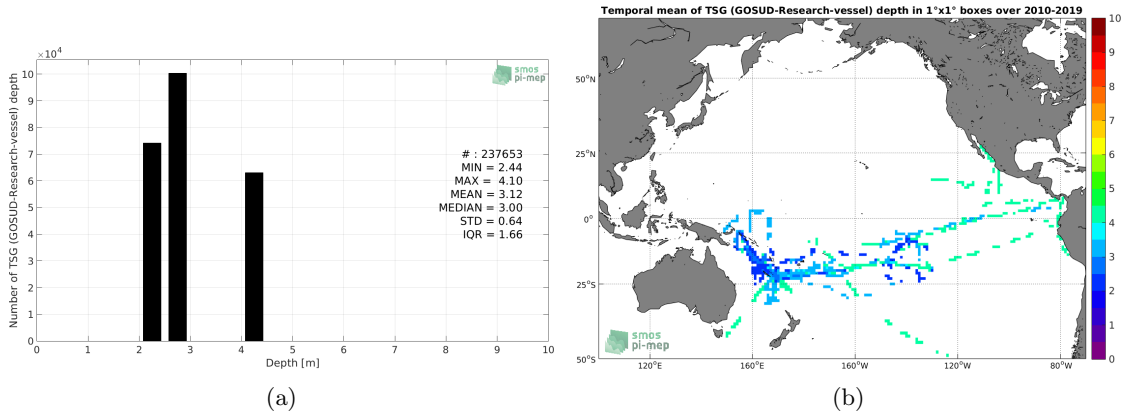 ×10⁴
10
9
8
7
6
5
4
3
2
1
0
Number of TSG (GOSUD-Research-vessel) depth
smos
pi-mep
# : 237653
MIN = 2.44
MAX = 4.10
MEAN = 3.12
MEDIAN = 3.00
STD = 0.64
IQR = 1.66
0 1 2 3 4 5 6 7 8 9 10
Depth [m]
(a)
Temporal mean of TSG (GOSUD-Research-vessel) depth in 1°x1° boxes over 2010-2019
50°N
25°N
0°
25°S
50°S
120°E 160°E 160°W 120°W 80°W
smos
pi-mep
10
9
8
7
6
5
4
3
2
1
0
(b)